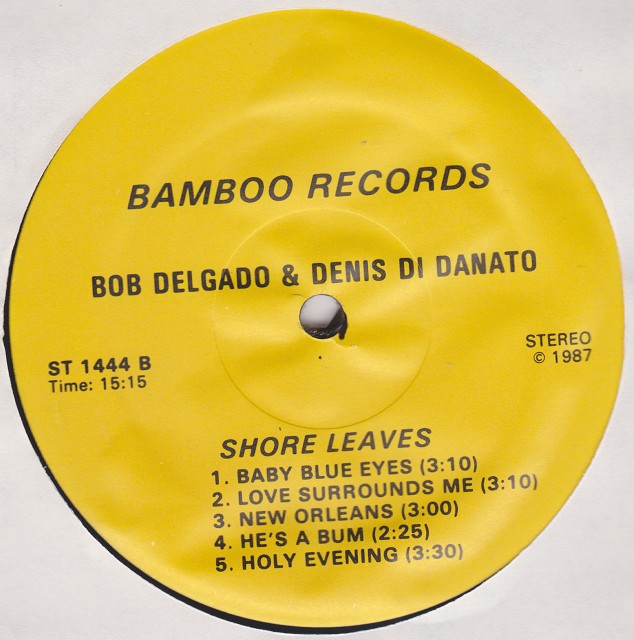 BAMBOO RECORDS
BOB DELGADO & DENIS DI DANATO
ST 1444 B
Time: 15:15
STEREO
© 1987
SHORE LEAVES
1. BABY BLUE EYES (3:10)
2. LOVE SURROUNDS ME (3:10)
3. NEW ORLEANS (3:00)
4. HE'S A BUM (2:25)
5. HOLY EVENING (3:30)